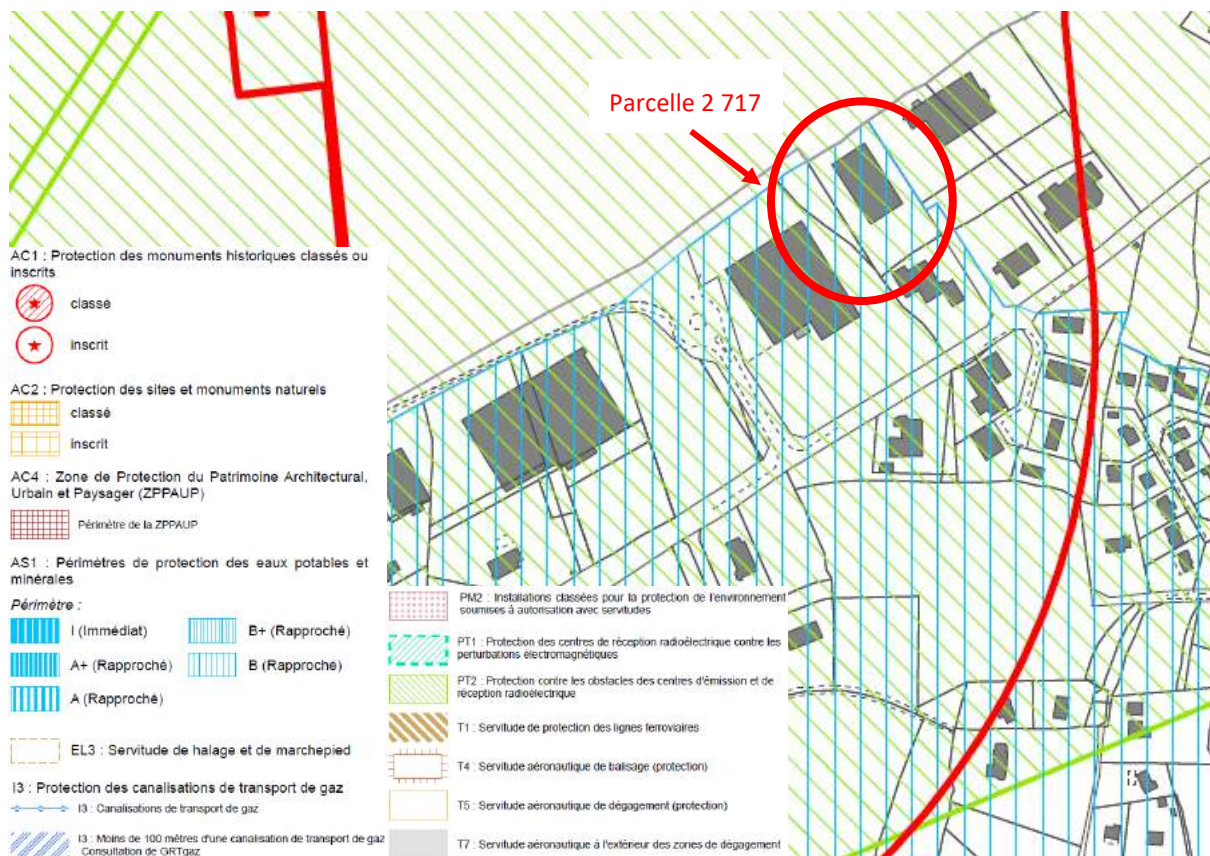 Parcelle 2 717
AC1 : Protection des monuments historiques classés ou
inscrits
classé
inscrit
AC2 : Protection des sites et monuments naturels
classé
inscrit
AC4 : Zone de Protection du Patrimoine Architectural,
Urbain et Paysager (ZPPAUP)
Périmètre de la ZPPAUP
AS1 : Périmètres de protection des eaux potables et
minérales
Périmètre :
I (Immédiat)
B+ (Rapproché)
A+ (Rapproché)
B (Rapproché)
A (Rapproché)
EL3 : Servitude de halage et de marchepied
I3 : Protection des canalisations de transport de gaz
I3 : Canalisations de transport de gaz
I3 : Moins de 100 mètres d'une canalisation de transport de gaz
Consultation de GRTgaz
PM2 : Installations classées pour la protection de l'environnement
soumises à autorisation avec servitudes
PT1 : Protection des centres de réception radioélectrique contre les
perturbations électromagnétiques
PT2 : Protection contre les obstacles des centres d'émission et de
réception radioélectrique
T1 : Servitude de protection des lignes ferroviaires
T4 : Servitude aéronautique de balisage (protection)
T5 : Servitude aéronautique de dégagement (protection)
T7 : Servitude aéronautique à l'extérieur des zones de dégagement